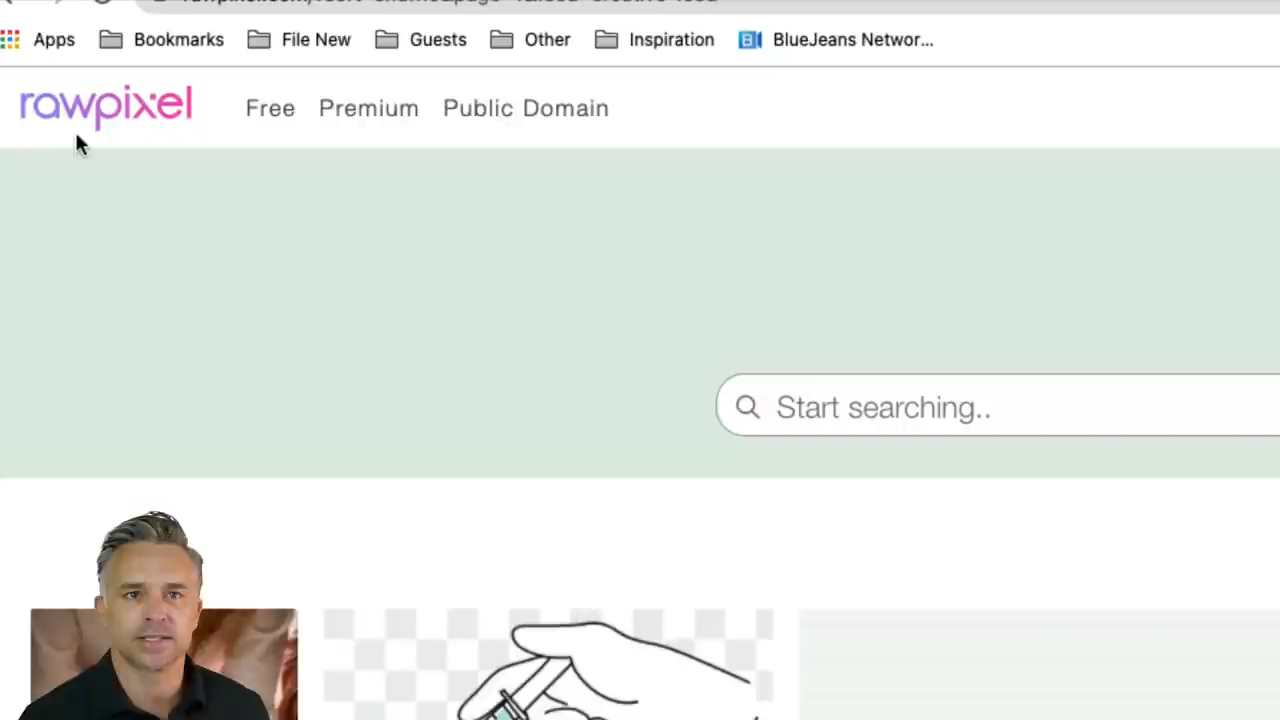 Apps Bookmarks File New Guests Other Inspiration BlueJeans Networ...
rawpixel Free Premium Public Domain
Start searching..